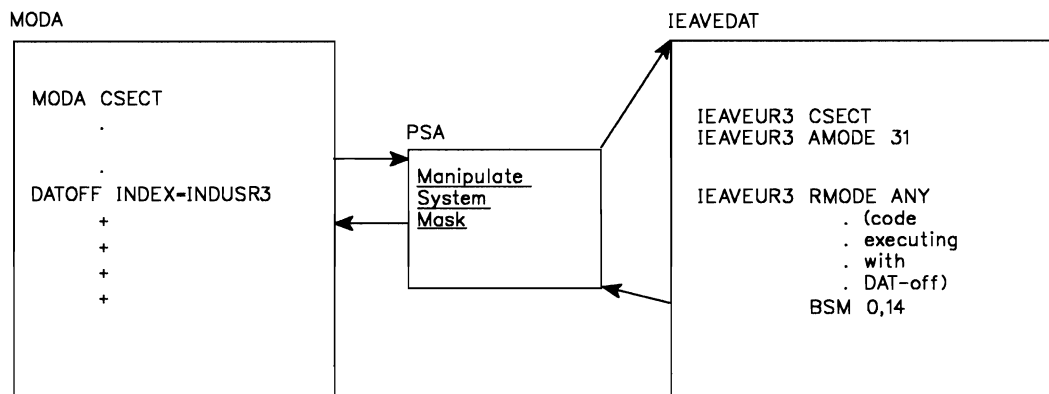 MODA
MODA CSECT
.
.
DATOFF INDEX=INDUSR3
+
+
+
+
PSA
Manipulate
System
Mask
IEAVEDAT
IEAVEUR3 CSECT
IEAVEUR3 AMODE 31
IEAVEUR3 RMODE ANY
. (code
. executing
. with
. DAT-off)
BSM 0,14